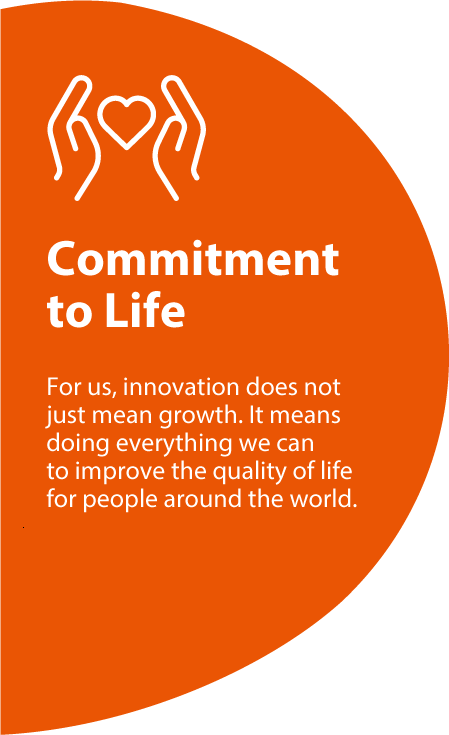 Commitment
to Life
For us, innovation does not
just mean growth. It means
doing everything we can
to improve the quality of life
for people around the world.